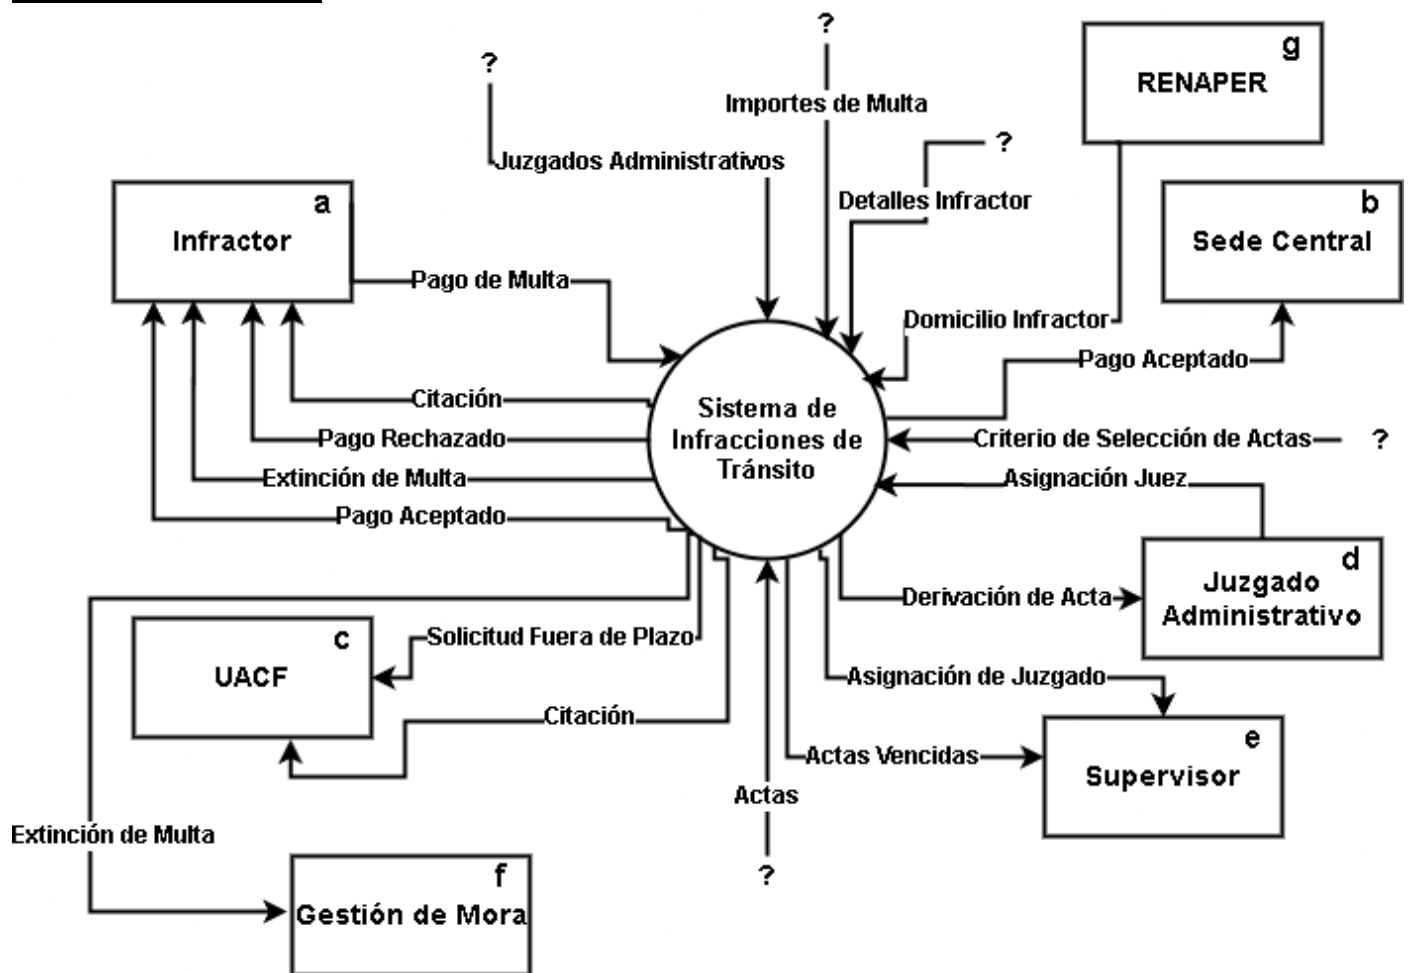 ?
g
RENAPER
?
Importes de Multa
?
Juzgados Administrativos
a
Infractor
Detalles Infractor
b
Sede Central
Pago de Multa
Domicilio Infractor
Pago Aceptado
Citación
Sistema de
Infracciones de
Tránsito
Pago Rechazado
Criterio de Selección de Actas
?
Extinción de Multa
Asignación Juez
Pago Aceptado
d
Juzgado
Administrativo
Derivación de Acta
c
UACF
Solicitud Fuera de Plazo
Asignación de Juzgado
Citación
e
Supervisor
Actas Vencidas
Actas
?
Extinción de Multa
f
Gestión de Mora